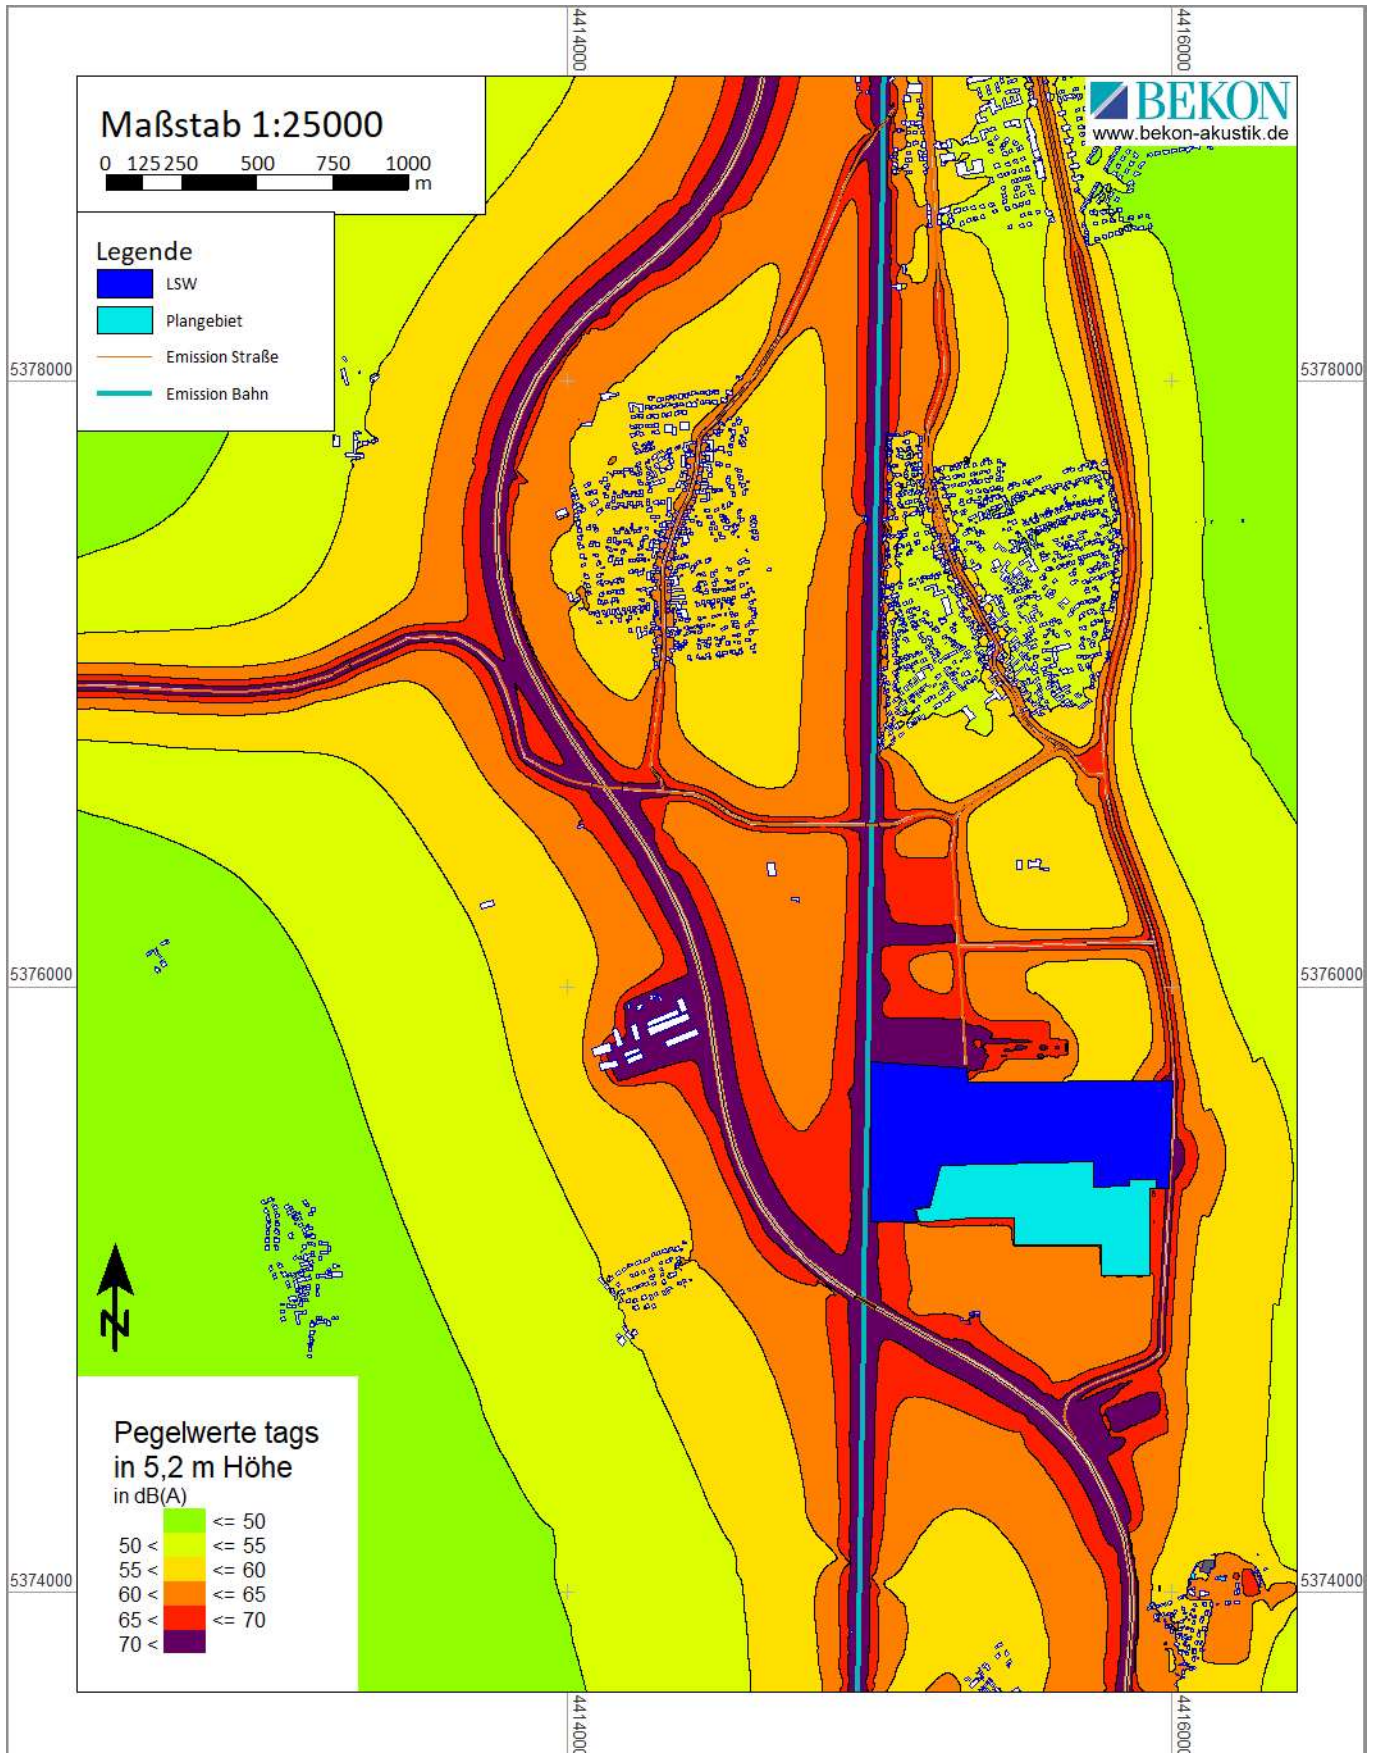 4414000
4416000
Maßstab 1:25000
0 125 250 500 750 1000
m
BEKON
www.bekon-akustik.de
Legende
LSW
Plangebiet
Emission Straße
Emission Bahn
5378000
5378000
5376000
5376000
N
Pegelwerte tags
in 5,2 m Höhe
in dB(A)
<= 50
50 < <= 55
55 < <= 60
60 < <= 65
65 < <= 70
70 <
5374000
5374000
4414000
4416000